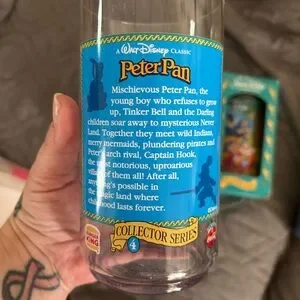 A Walt Disney CLASSIC
Peter Pan
Mischievous Peter Pan, the
young boy who refuses to grow
up, Tinker Bell and the Darling
children soar away to mysterious Never
Land. Together they meet wild Indians,
merry mermaids, plundering pirates and
Peter's arch rival, Captain Hook,
the most notorious, uproarious
villain of them all! After all,
anything's possible in
the magic land where
childhood lasts forever.
COLLECTOR SERIES
4
BURGER
KING